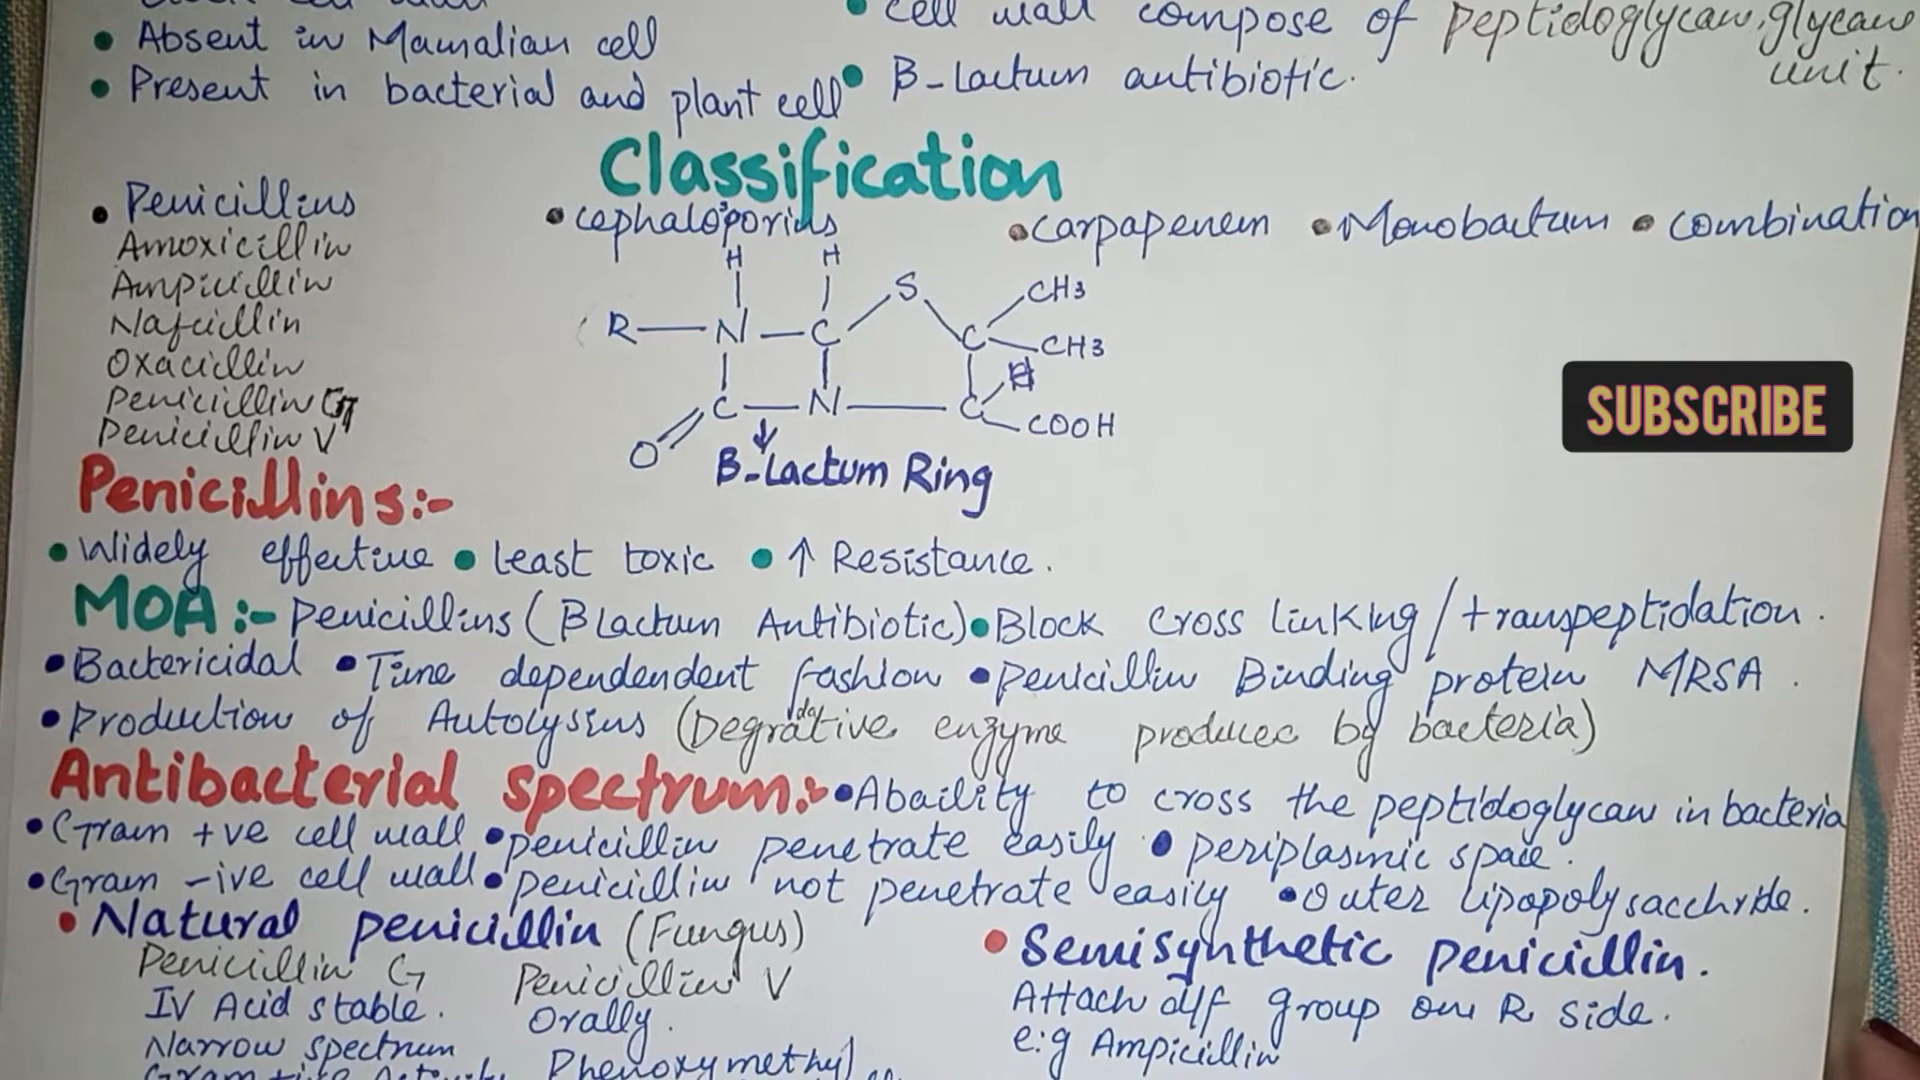 • Absent in Mamalian cell
• Present in bacterial and plant cell
• Cell wall compose of peptidoglycan, glycans unit.
• B-Lactum antibiotic.
Classification
• Penicillins
Amoxicillin
Ampicillin
Nafcillin
Oxacillin
Penicillin G
Penicillin V
• cephalosporins
• carpapenem • Monobactum • combination
H H
S CH3
R N C C CH3
H
C N C COOH
O
B-Lactum Ring
SUBSCRIBE
Penicillins:-
• Widely effective • Least toxic • ↑ Resistance.
MOA:- Penicillins (B Lactum Antibiotic) • Block cross linking / transpeptidation.
• Bactericidal • Time dependendent fashion • Penicillin Binding protein MRSA.
• Production of Autolysins (Degradative enzyme produced by bacteria)
Antibacterial spectrum:- • Abaility to cross the peptidoglycan in bacteria
• Gram +ve cell wall • penicillin penetrate easily • periplasmic space.
• Gram -ive cell wall • penicillin not penetrate easily • Outer lipopolysacchride.
• Natural penicillin (Fungus)
Penicillin G Penicillin V
IV Acid stable. Orally.
Narrow spectrum Phenoxymethyl
• Semisynthetic penicillin.
Attach diff group on R side.
e:g Ampicillin